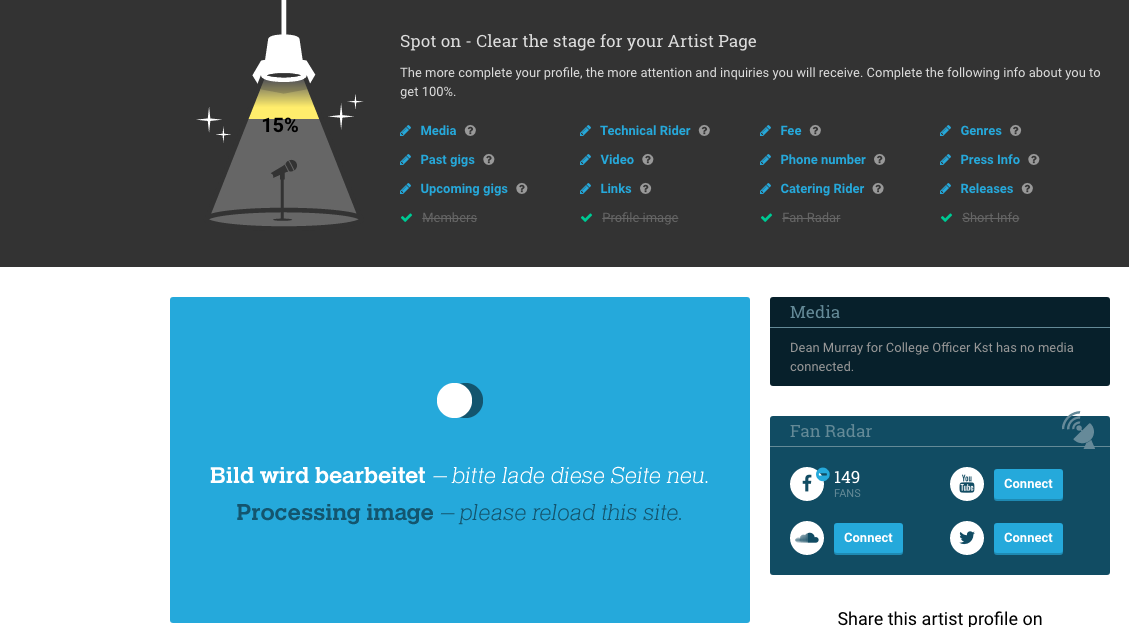 Spot on - Clear the stage for your Artist Page
The more complete your profile, the more attention and inquiries you will receive. Complete the following info about you to
get 100%.
15%
Media ? Technical Rider ? Fee ? Genres ?
Past gigs ? Video ? Phone number ? Press Info ?
Upcoming gigs ? Links ? Catering Rider ? Releases ?
Members Profile image Fan Radar Short Info
Bild wird bearbeitet – bitte lade diese Seite neu.
Processing image – please reload this site.
Media
Dean Murray for College Officer Kst has no media
connected.
Fan Radar
f 149
FANS
You
Tube
Connect
Connect
Connect
Share this artist profile on